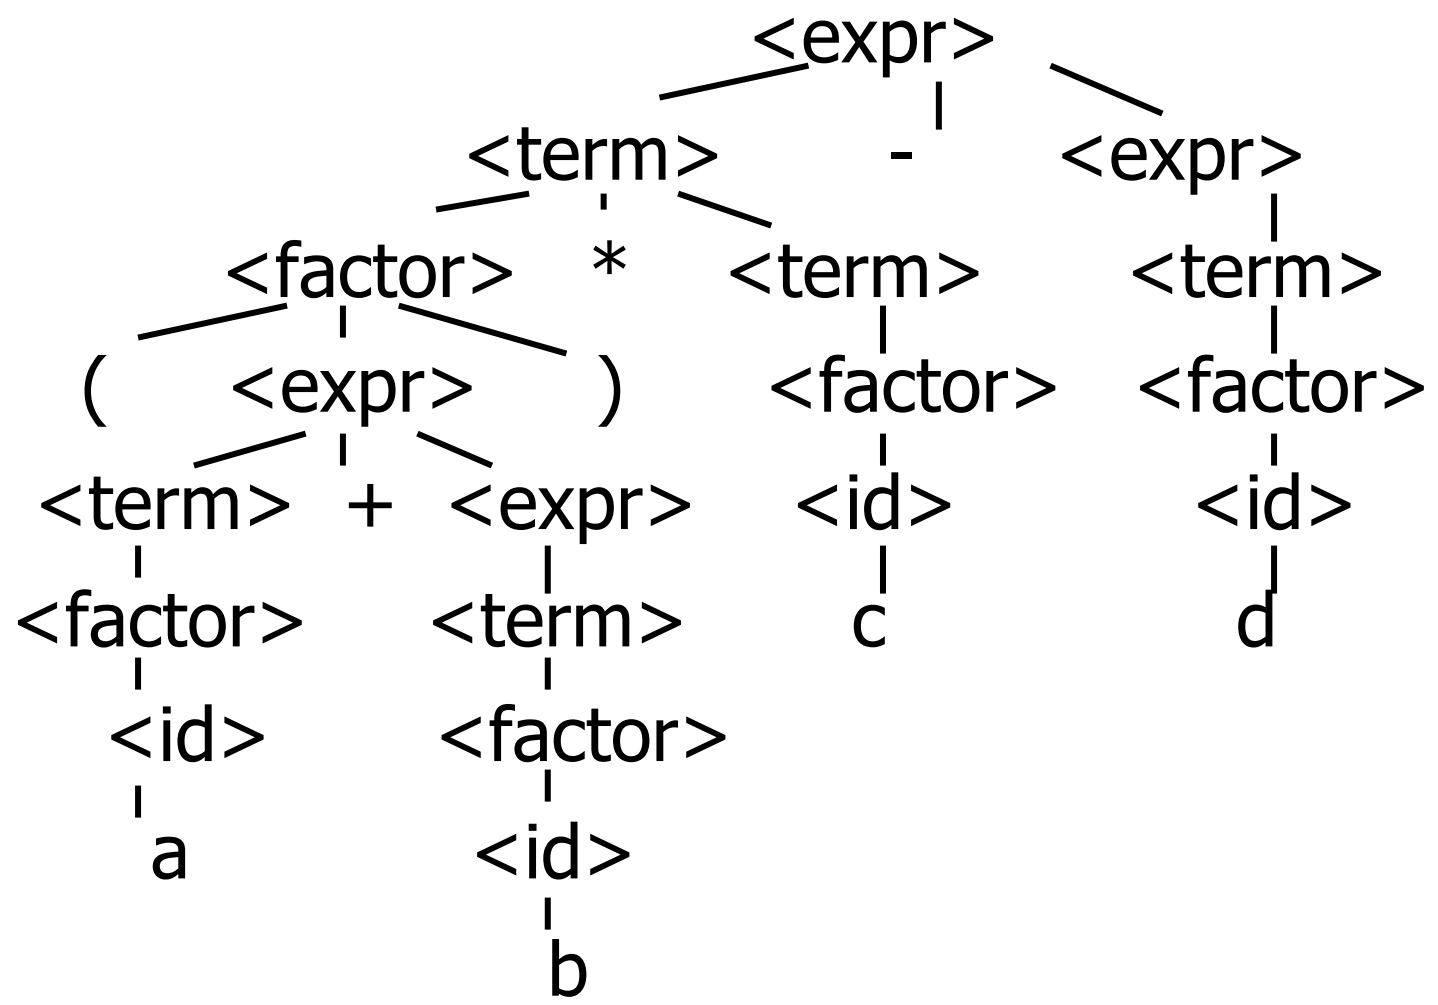 <expr>
<term> - <expr>
<factor> * <term> <term>
( <expr> ) <factor> <factor>
<term> + <expr> <id> <id>
<factor> <term> c d
<id> <factor>
a <id>
b